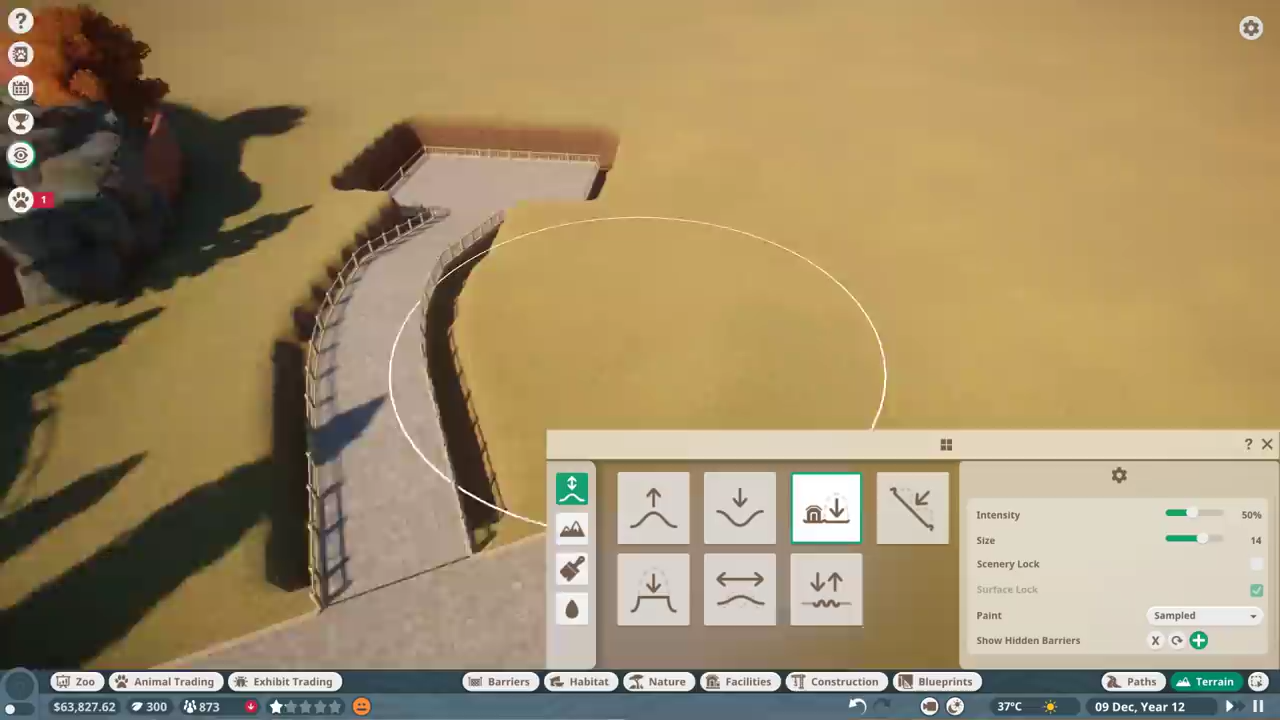 ?
1
? X
Intensity 50%
Size 14
Scenery Lock
Surface Lock
Paint Sampled
Show Hidden Barriers X
Zoo Animal Trading Exhibit Trading Barriers Habitat Nature Facilities Construction Blueprints Paths Terrain
$63,827.62 300 873 37°C 09 Dec, Year 12